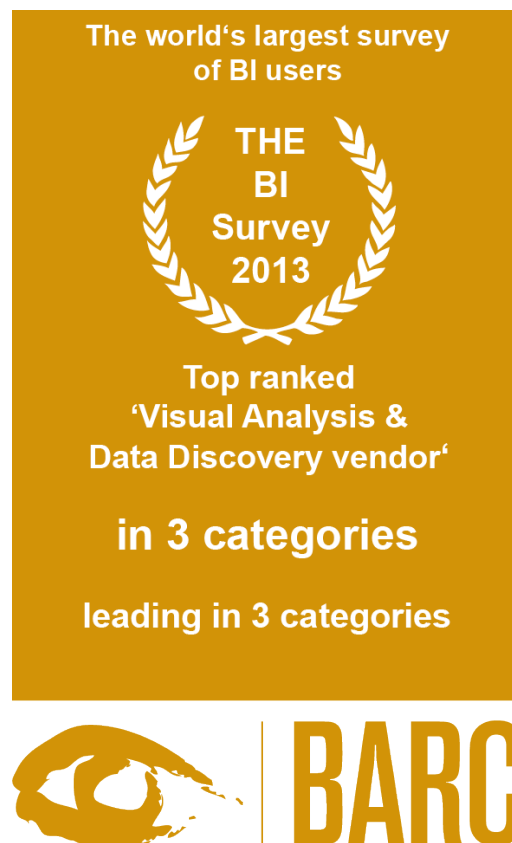 The world‘s largest survey
of BI users
THE
BI
Survey
2013
Top ranked
‘Visual Analysis &
Data Discovery vendor‘
in 3 categories
leading in 3 categories
BARC